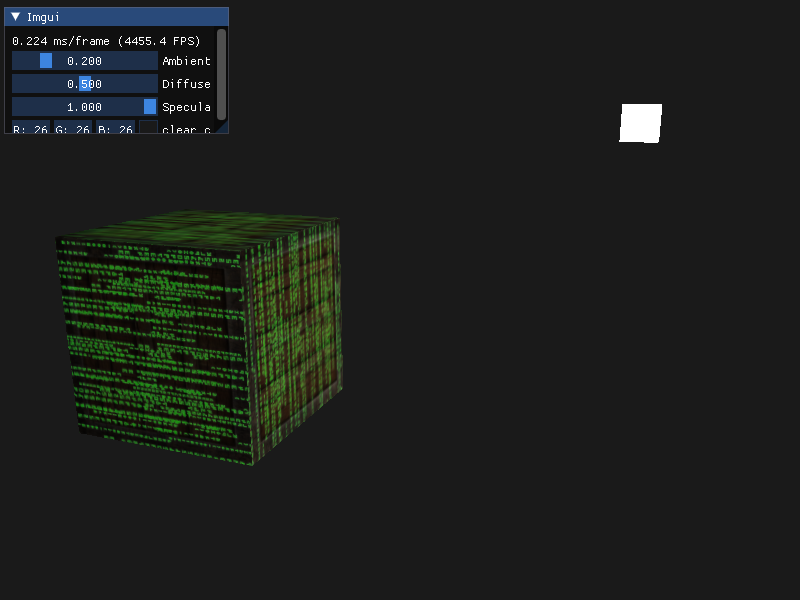 Imgui
0.224 ms/frame (4455.4 FPS)
0.200 Ambient
0.500 Diffuse
1.000 Specula
R: 26 G: 26 B: 26 clear c